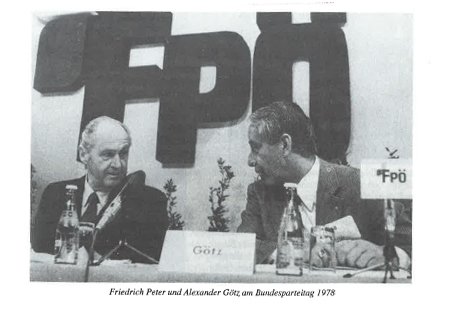 FPÖ
FPÖ
Götz
Friedrich Peter und Alexander Götz am Bundesparteitag 1978